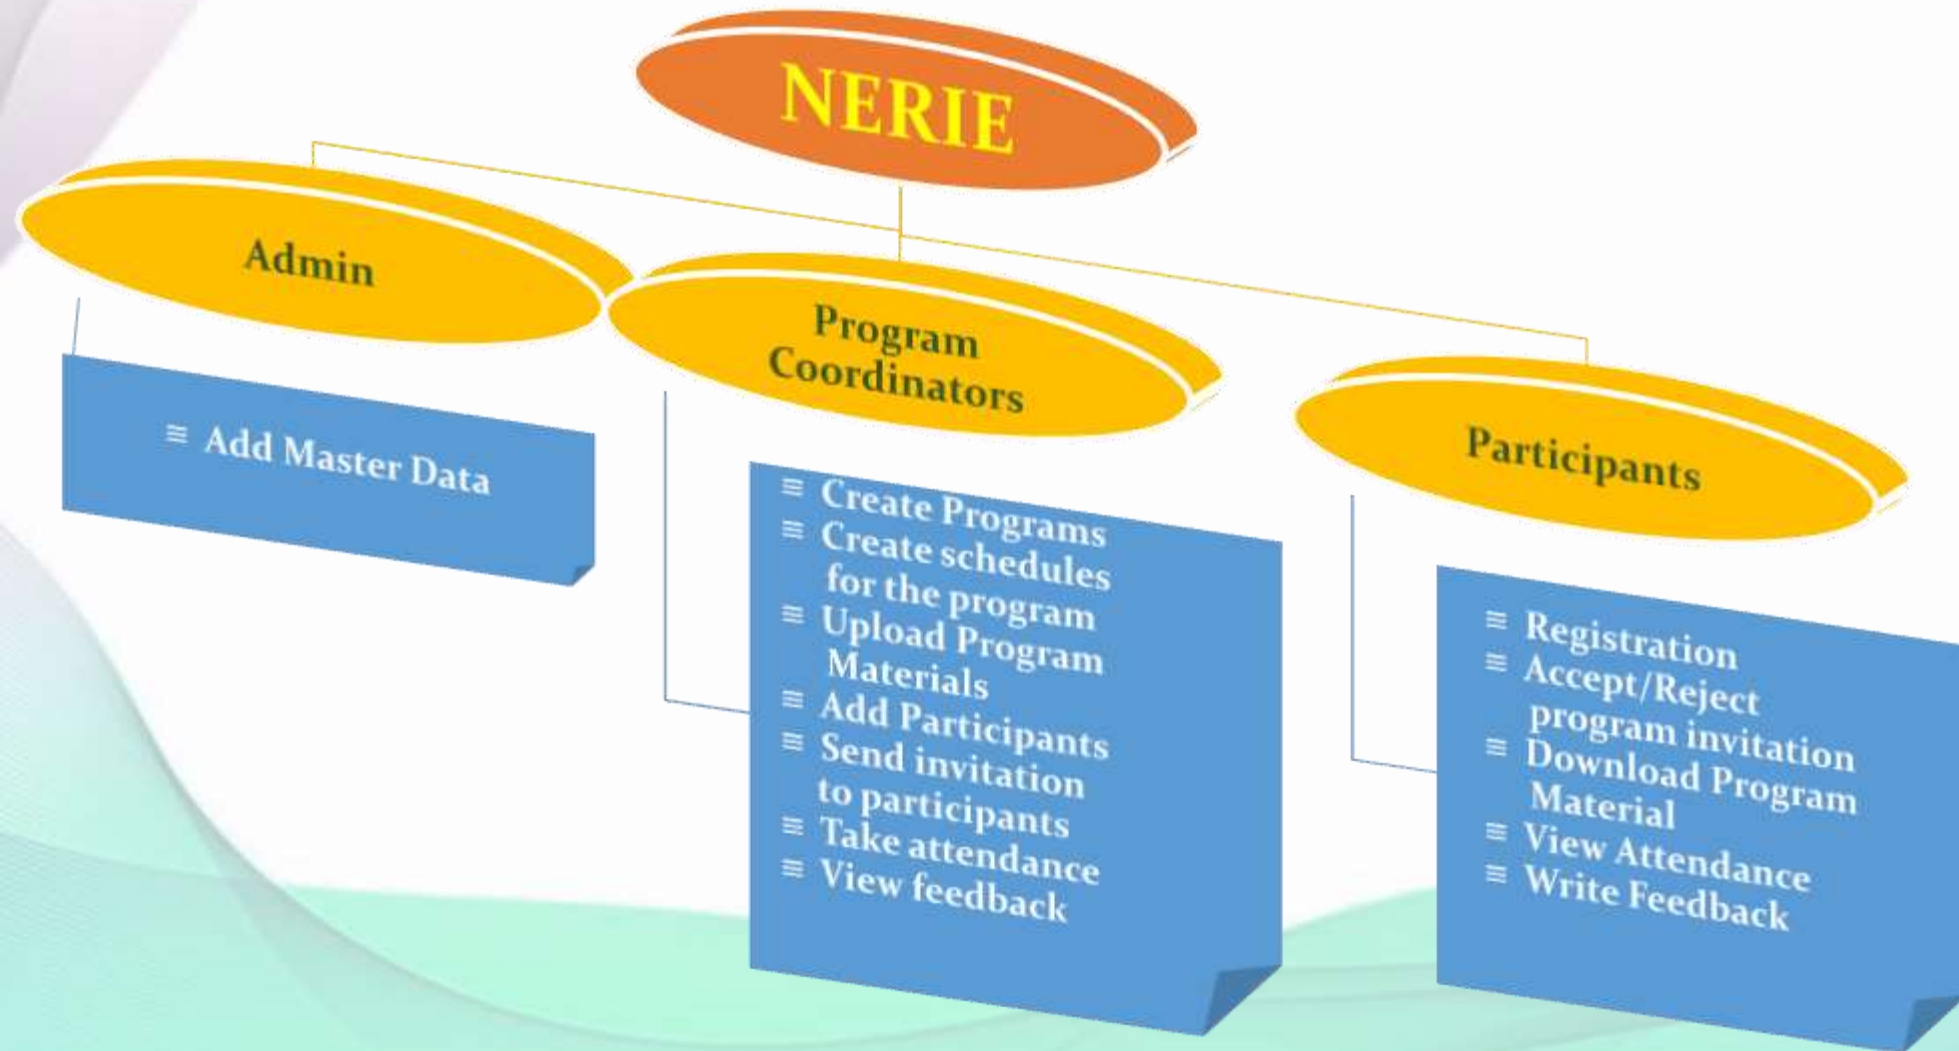 NERIE
Admin
Program
Coordinators
Participants
≡ Add Master Data
≡ Create Programs
≡ Create schedules
for the program
≡ Upload Program
Materials
≡ Add Participants
≡ Send invitation
to participants
≡ Take attendance
≡ View feedback
≡ Registration
≡ Accept/Reject
program invitation
≡ Download Program
Material
≡ View Attendance
≡ Write Feedback